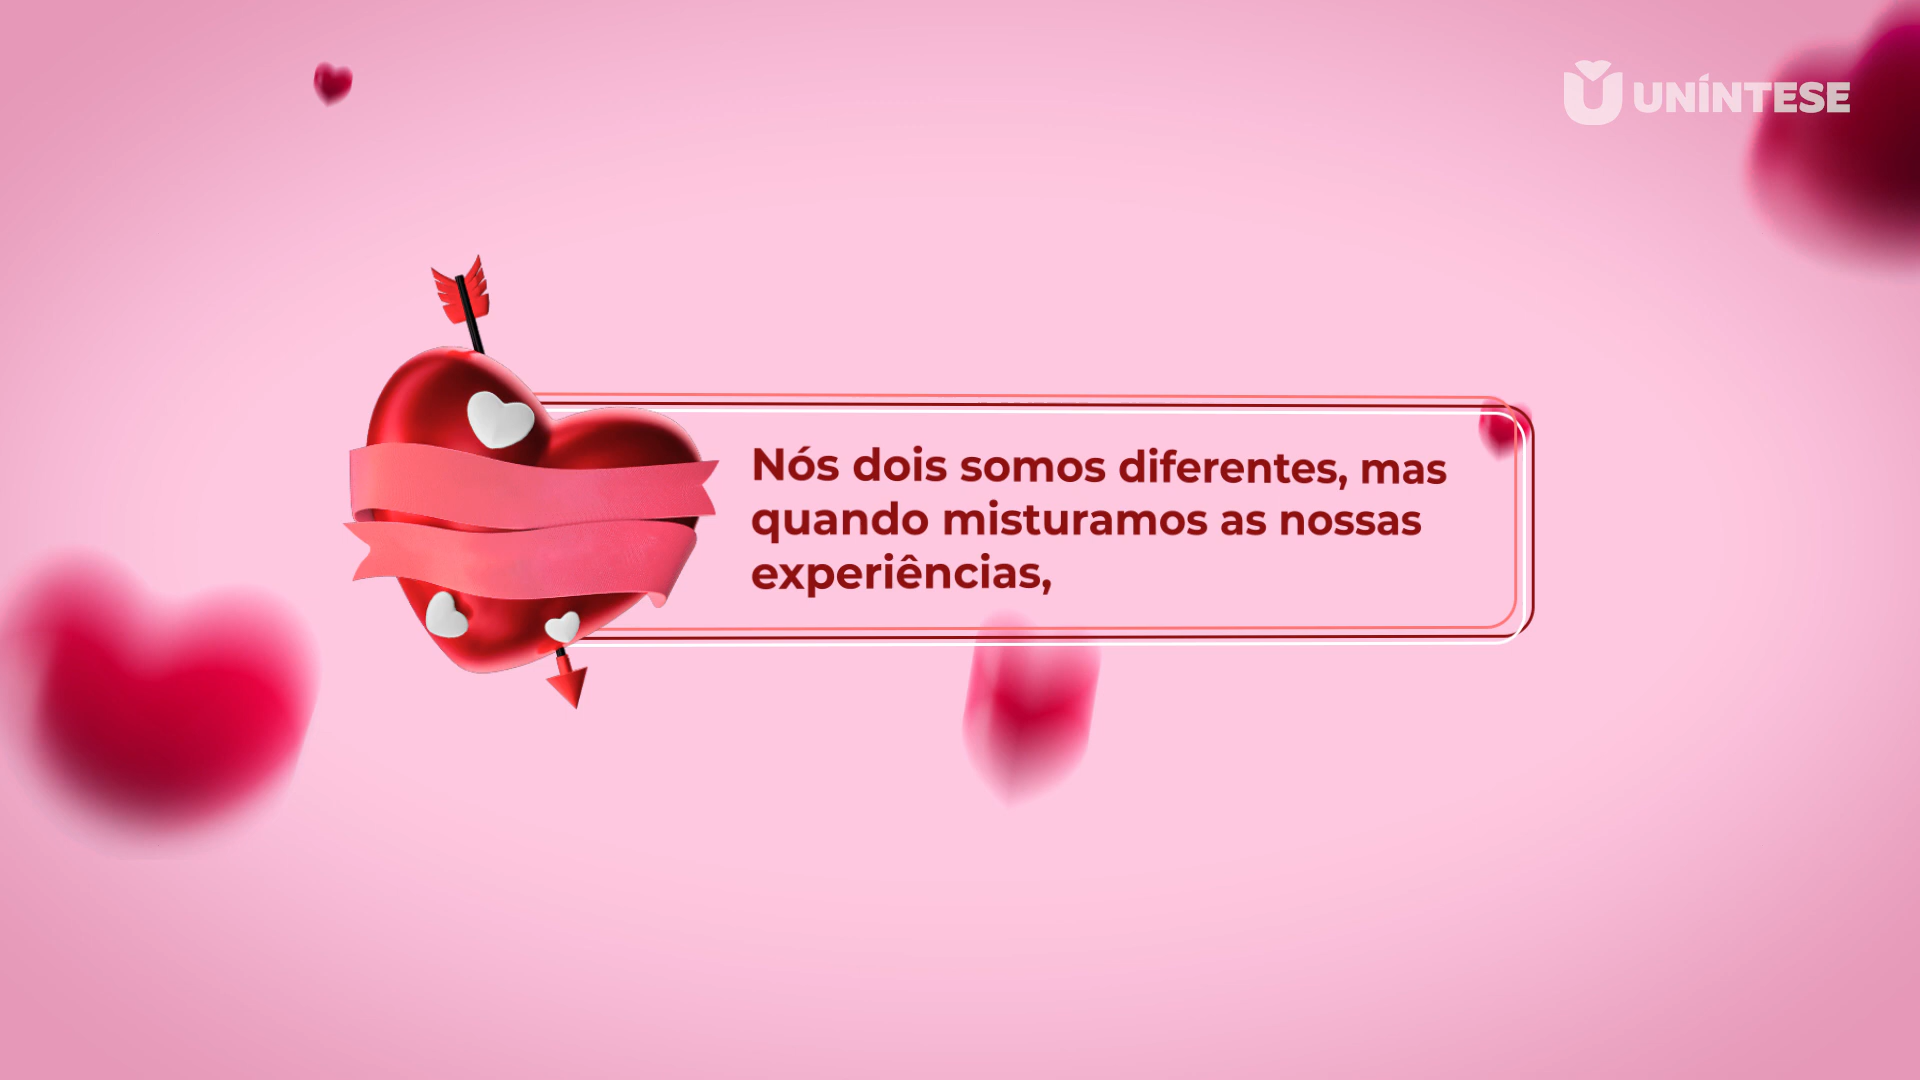 UNÍNTESE
Nós dois somos diferentes, mas
quando misturamos as nossas
experiências,